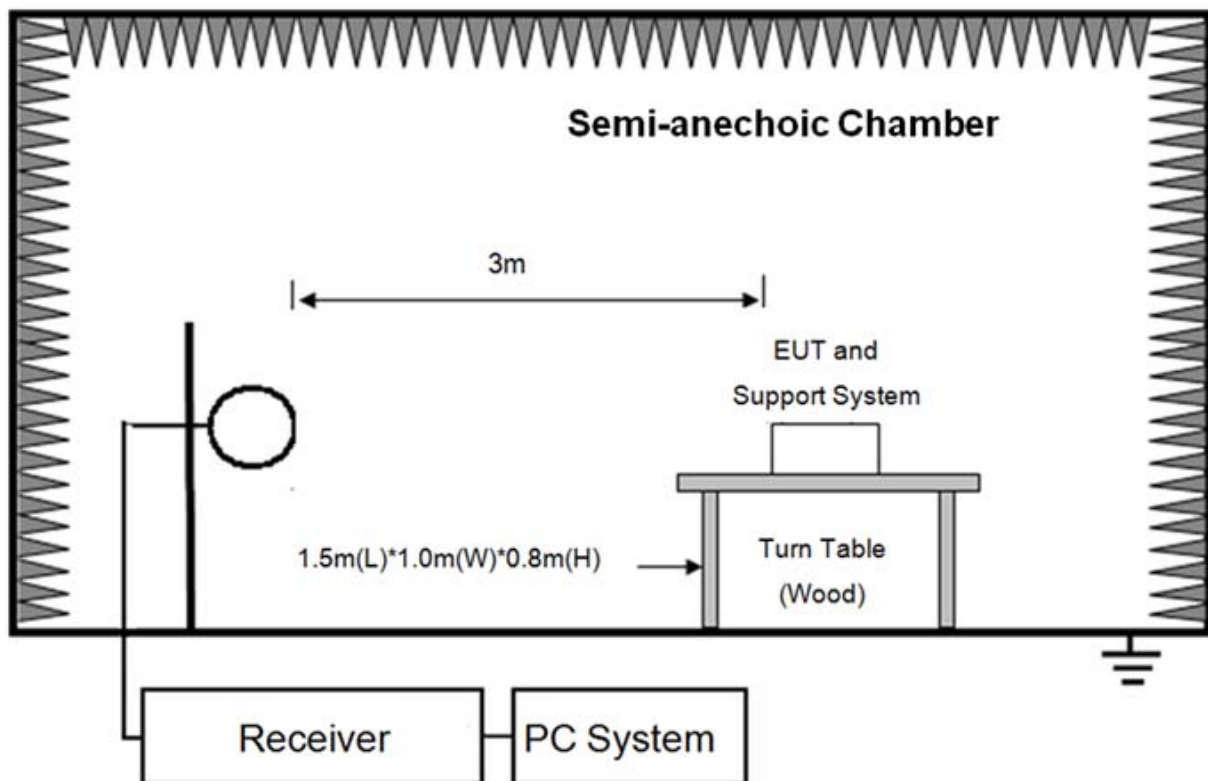 Semi-anechoic Chamber
3m
EUT and
Support System
1.5m(L)*1.0m(W)*0.8m(H)
Turn Table
(Wood)
Receiver
PC System